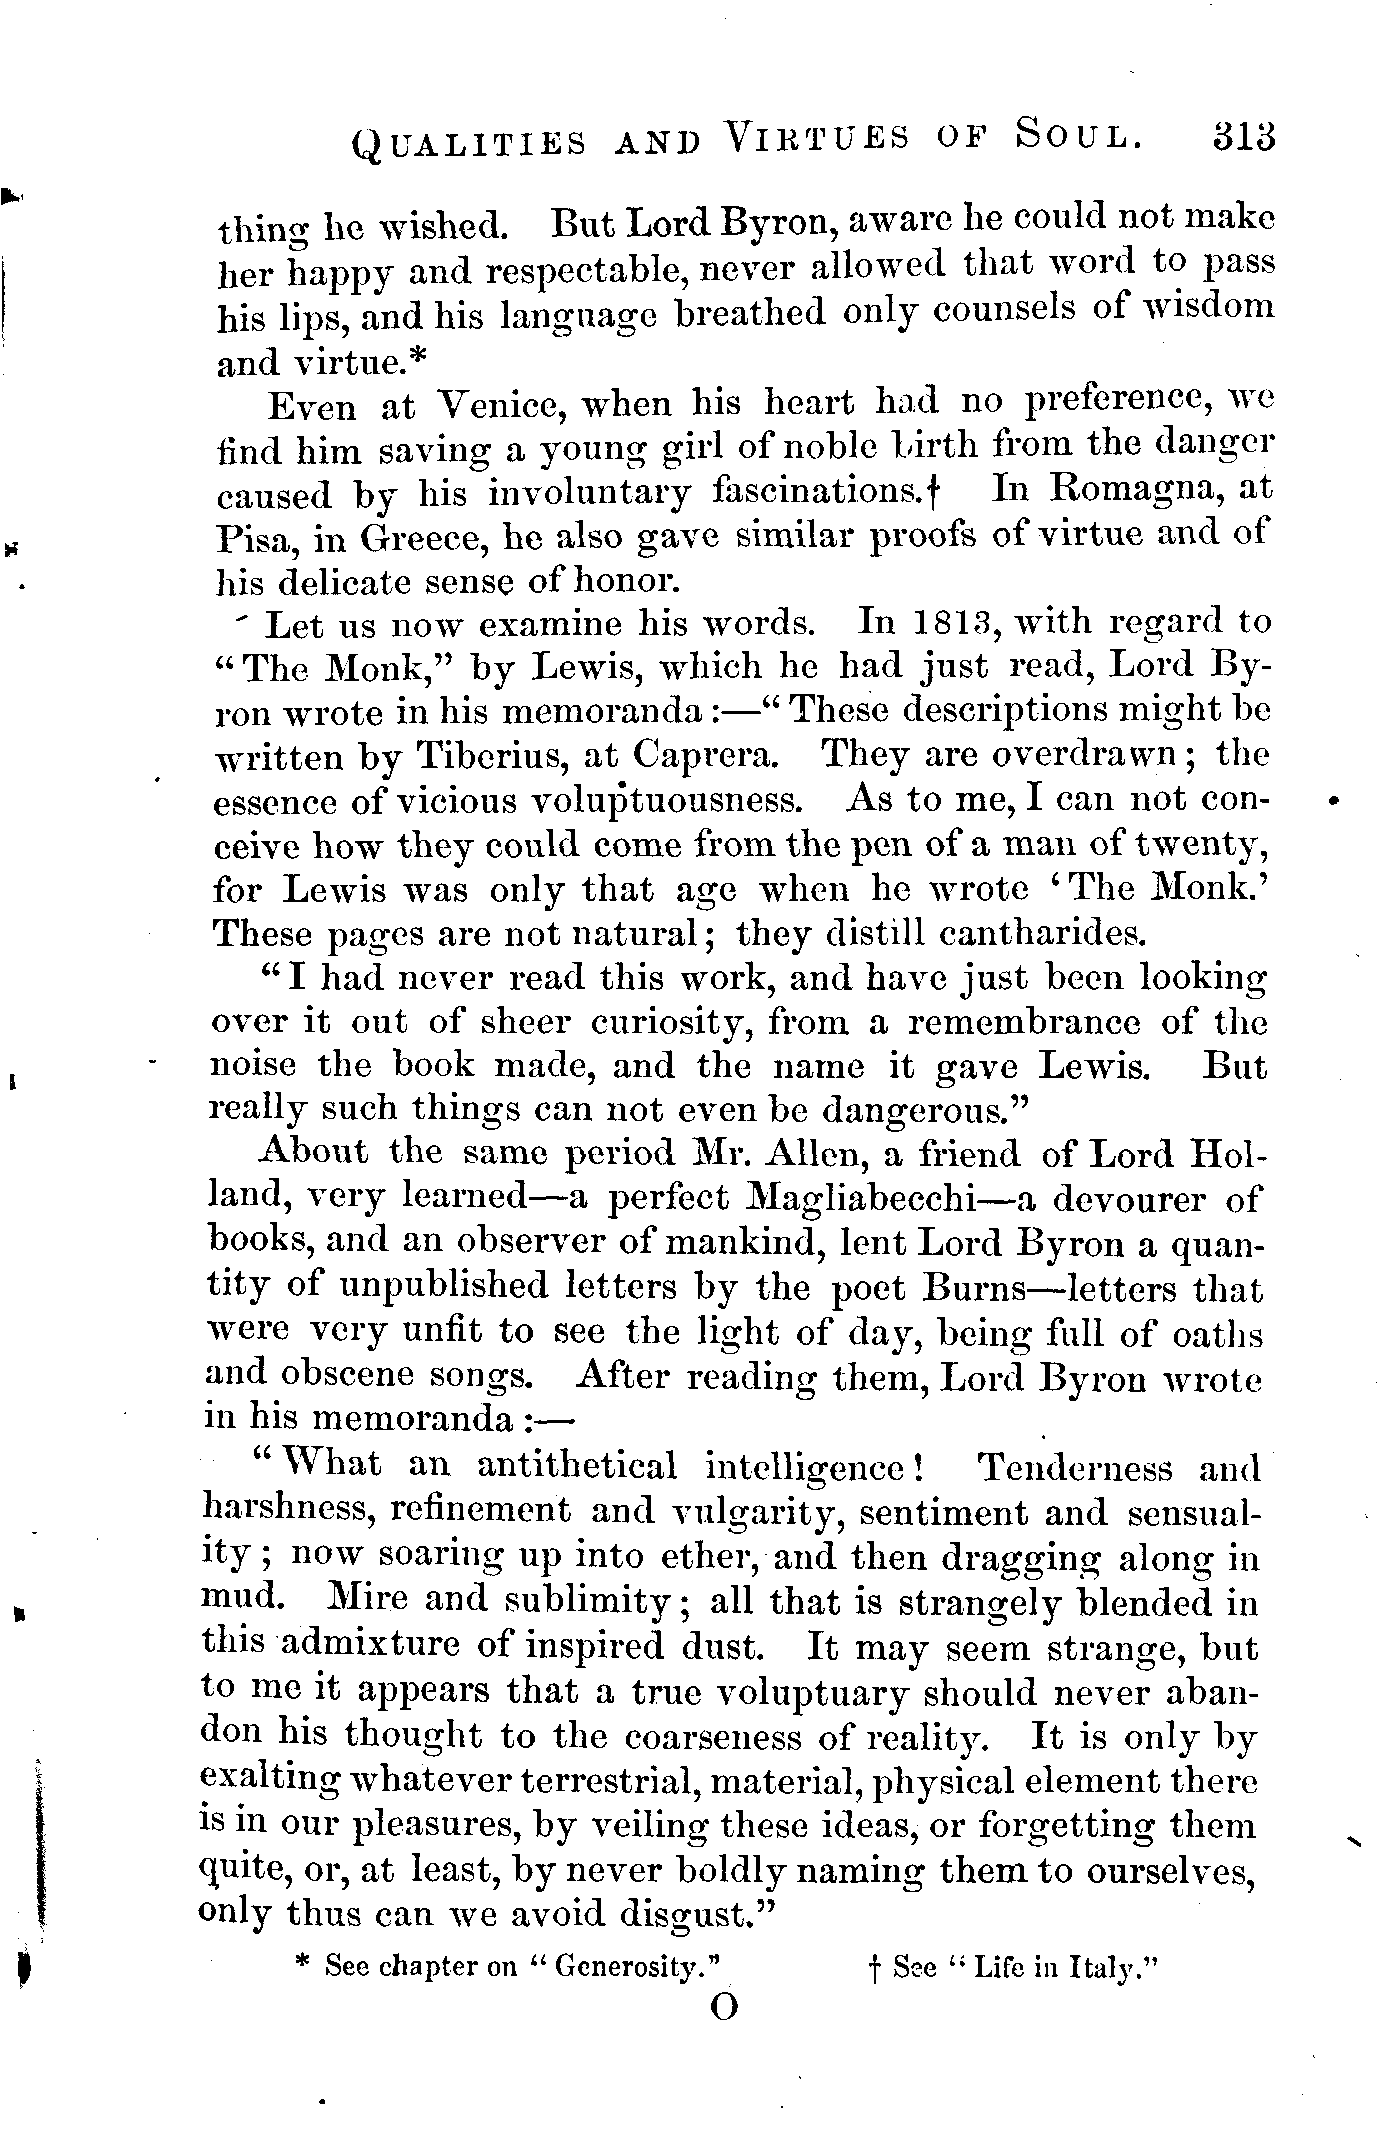 QUALITIES AND VIRTUES OF SOUL. 313
thing he wished. But Lord Byron, aware he could not make
her happy and respectable, never allowed that word to pass
his lips, and his language breathed only counsels of wisdom
and virtue.*
Even at Venice, when his heart had no preference, we
find him saving a young girl of noble birth from the danger
caused by his involuntary fascinations.† In Romagna, at
Pisa, in Greece, he also gave similar proofs of virtue and of
his delicate sense of honor.
Let us now examine his words. In 1813, with regard to
"The Monk," by Lewis, which he had just read, Lord By-
ron wrote in his memoranda :—"These descriptions might be
written by Tiberius, at Caprera. They are overdrawn; the
essence of vicious voluptuousness. As to me, I can not con-
ceive how they could come from the pen of a man of twenty,
for Lewis was only that age when he wrote 'The Monk.'
These pages are not natural; they distill cantharides.
"I had never read this work, and have just been looking
over it out of sheer curiosity, from a remembrance of the
noise the book made, and the name it gave Lewis. But
really such things can not even be dangerous."
About the same period Mr. Allen, a friend of Lord Hol-
land, very learned—a perfect Magliabecchi—a devourer of
books, and an observer of mankind, lent Lord Byron a quan-
tity of unpublished letters by the poet Burns—letters that
were very unfit to see the light of day, being full of oaths
and obscene songs. After reading them, Lord Byron wrote
in his memoranda :—
"What an antithetical intelligence! Tenderness and
harshness, refinement and vulgarity, sentiment and sensual-
ity; now soaring up into ether, and then dragging along in
mud. Mire and sublimity; all that is strangely blended in
this admixture of inspired dust. It may seem strange, but
to me it appears that a true voluptuary should never aban-
don his thought to the coarseness of reality. It is only by
exalting whatever terrestrial, material, physical element there
is in our pleasures, by veiling these ideas, or forgetting them
quite, or, at least, by never boldly naming them to ourselves,
only thus can we avoid disgust."
* See chapter on "Generosity." † See "Life in Italy."
O